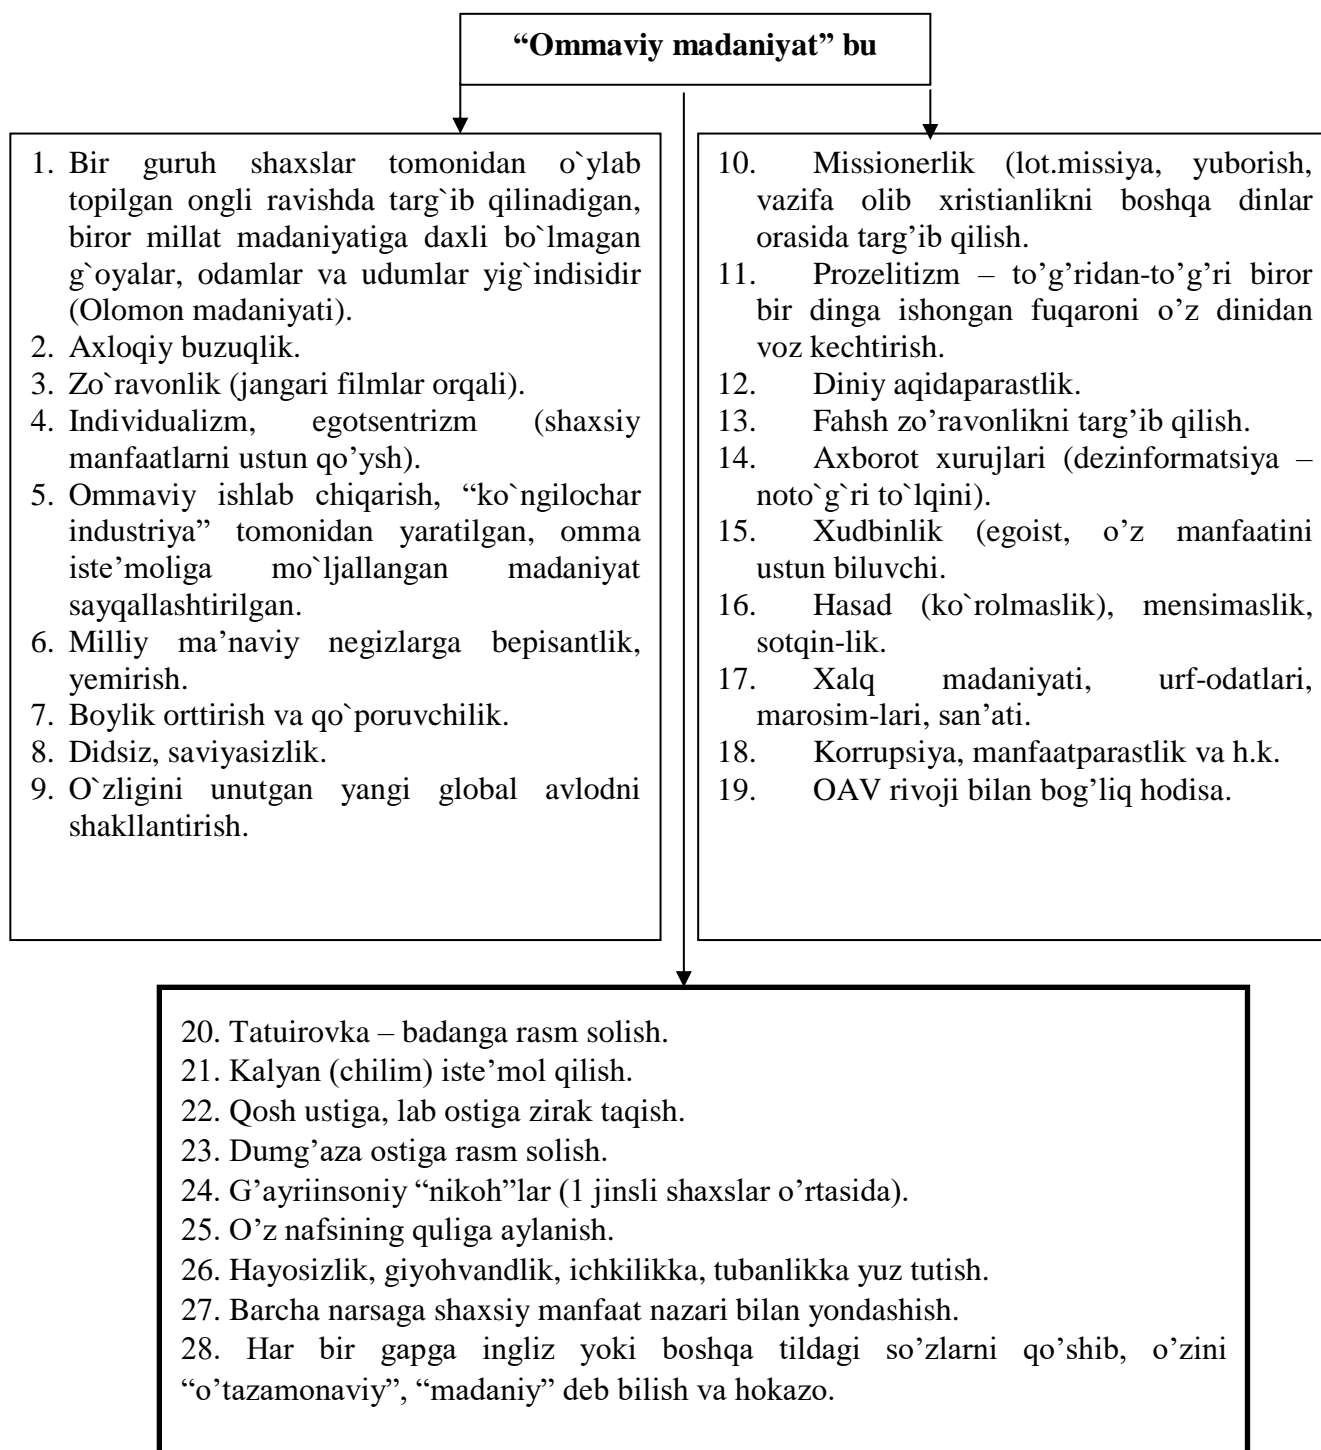 “Ommaviy madaniyat” bu
1. Bir guruh shaxslar tomonidan o`ylab
topilgan ongli ravishda targ`ib qilinadigan,
biror millat madaniyatiga daxli bo`lmagan
g`oyalar, odamlar va udumlar yig`indisidir
(Olomon madaniyati).
2. Axloqiy buzuqlik.
3. Zo`ravonlik (jangari filmlar orqali).
4. Individualizm, egotsentrizm (shaxsiy
manfaatlarni ustun qo’ysh).
5. Ommaviy ishlab chiqarish, “ko`ngilochar
industriya” tomonidan yaratilgan, omma
iste’moliga mo`ljallangan madaniyat
sayqallashtirilgan.
6. Milliy ma’naviy negizlarga bepisantlik,
yemirish.
7. Boylik orttirish va qo`poruvchilik.
8. Didsiz, saviyasizlik.
9. O`zligini unutgan yangi global avlodni
shakllantirish.
10. Missionerlik (lot.missiya, yuborish,
vazifa olib xristianlikni boshqa dinlar
orasida targ’ib qilish.
11. Prozelitizm – to’g’ridan-to’g’ri biror
bir dinga ishongan fuqaroni o’z dinidan
voz kechtirish.
12. Diniy aqidaparastlik.
13. Fahsh zo’ravonlikni targ’ib qilish.
14. Axborot xurujlari (dezinformatsiya –
noto`g`ri to`lqini).
15. Xudbinlik (egoist, o’z manfaatini
ustun biluvchi.
16. Hasad (ko`rolmaslik), mensimaslik,
sotqin-lik.
17. Xalq madaniyati, urf-odatlari,
marosim-lari, san’ati.
18. Korrupsiya, manfaatparastlik va h.k.
19. OAV rivoji bilan bog’liq hodisa.
20. Tatuirovka – badanga rasm solish.
21. Kalyan (chilim) iste’mol qilish.
22. Qosh ustiga, lab ostiga zirak taqish.
23. Dumg’aza ostiga rasm solish.
24. G’ayriinsoniy “nikoh”lar (1 jinsli shaxslar o’rtasida).
25. O’z nafsining quliga aylanish.
26. Hayosizlik, giyohvandlik, ichkilikka, tubanlikka yuz tutish.
27. Barcha narsaga shaxsiy manfaat nazari bilan yondashish.
28. Har bir gapga ingliz yoki boshqa tildagi so’zlarni qo’shib, o’zini
“o’tazamonaviy”, “madaniy” deb bilish va hokazo.